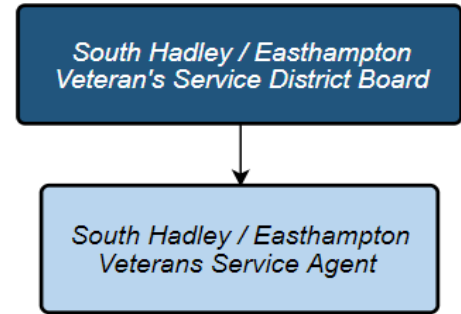 South Hadley / Easthampton
Veteran's Service District Board
South Hadley / Easthampton
Veterans Service Agent